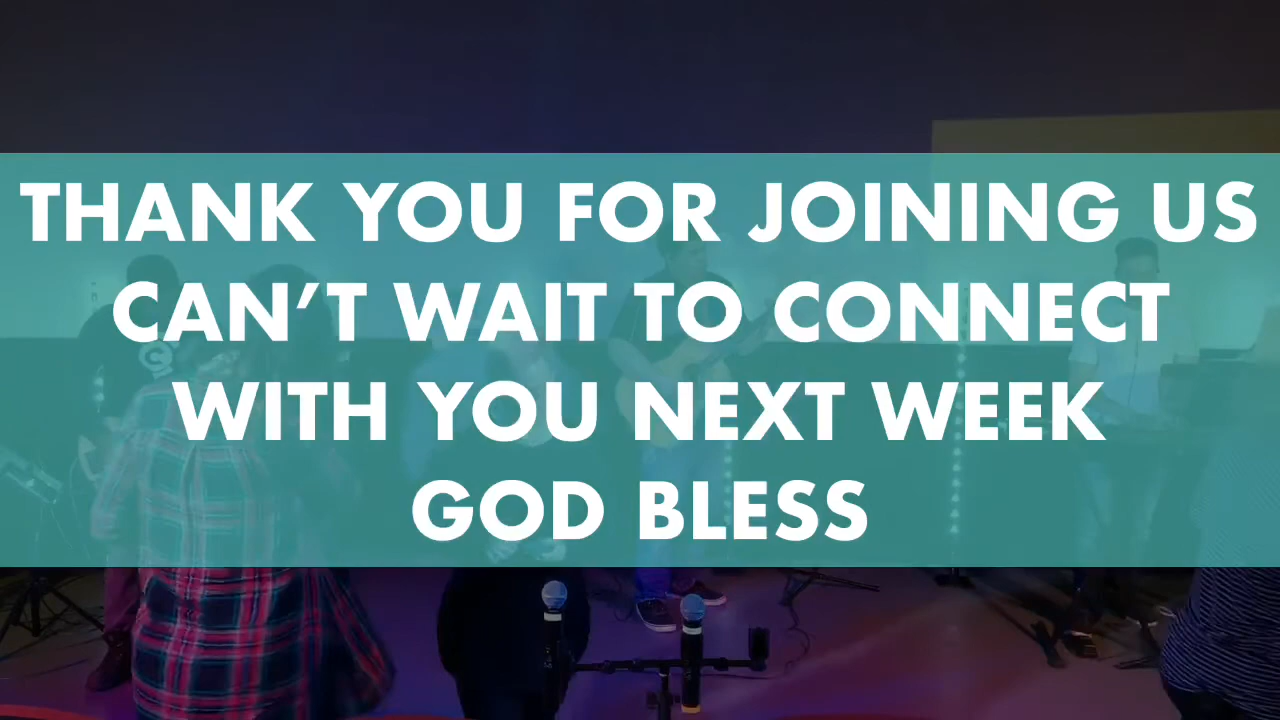 THANK YOU FOR JOINING US
CAN’T WAIT TO CONNECT
WITH YOU NEXT WEEK
GOD BLESS